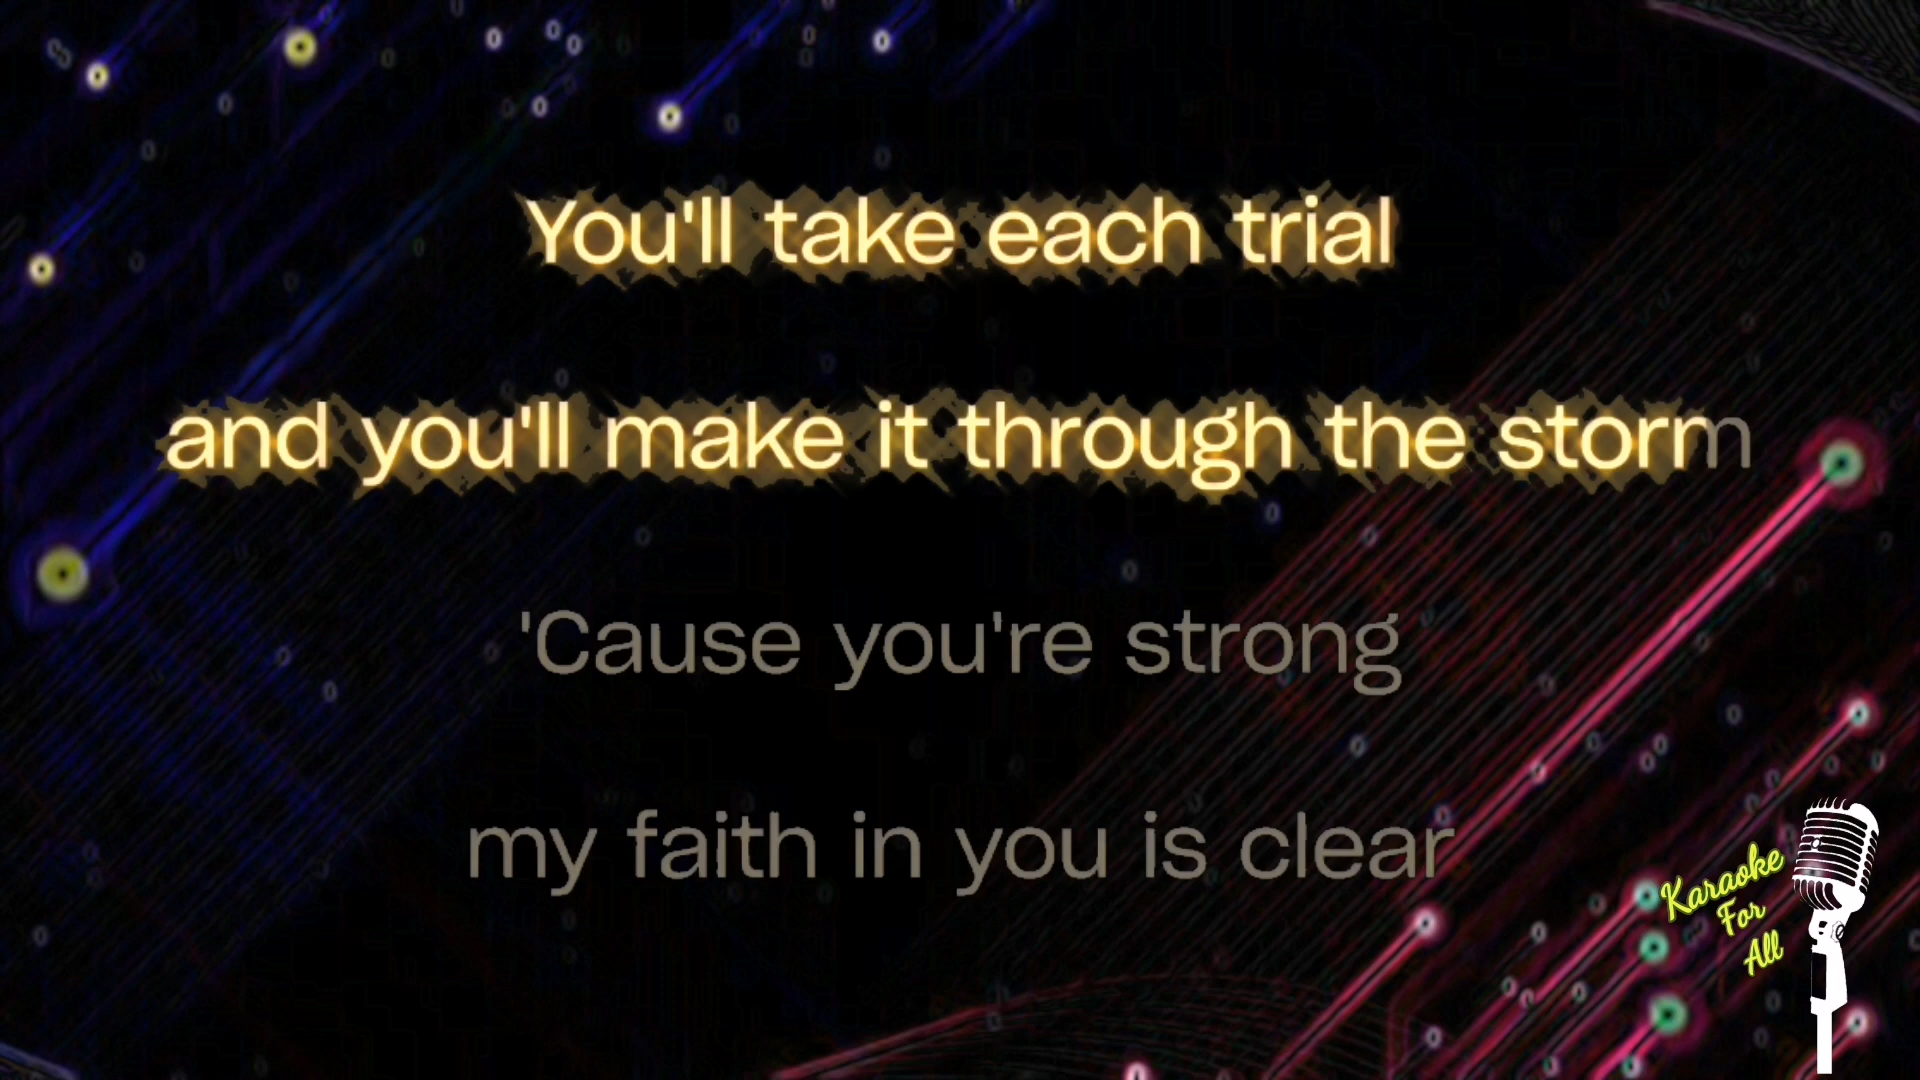 You'll take each trial
and you'll make it through the storm
'Cause you're strong
my faith in you is clear
Karaoke
For
All